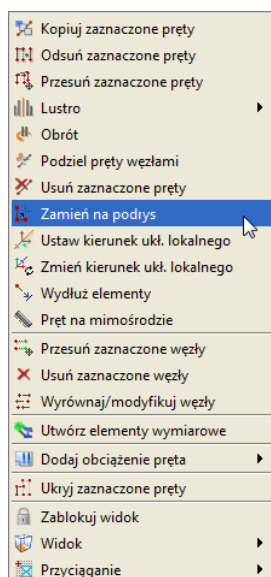 Kopiuj zaznaczone pręty
Odsuń zaznaczone pręty
Przesuń zaznaczone pręty
Lustro
Obrót
Podziel pręty węzłami
Usuń zaznaczone pręty
Zamień na podrys
Ustaw kierunek ukł. lokalnego
Zmień kierunek ukł. lokalnego
Wydłuż elementy
Pręt na mimośrodzie
Przesuń zaznaczone węzły
Usuń zaznaczone węzły
Wyrównaj/modyfikuj węzły
Utwórz elementy wymiarowe
Dodaj obciążenie pręta
Ukryj zaznaczone pręty
Zablokuj widok
Widok
Przyciąganie